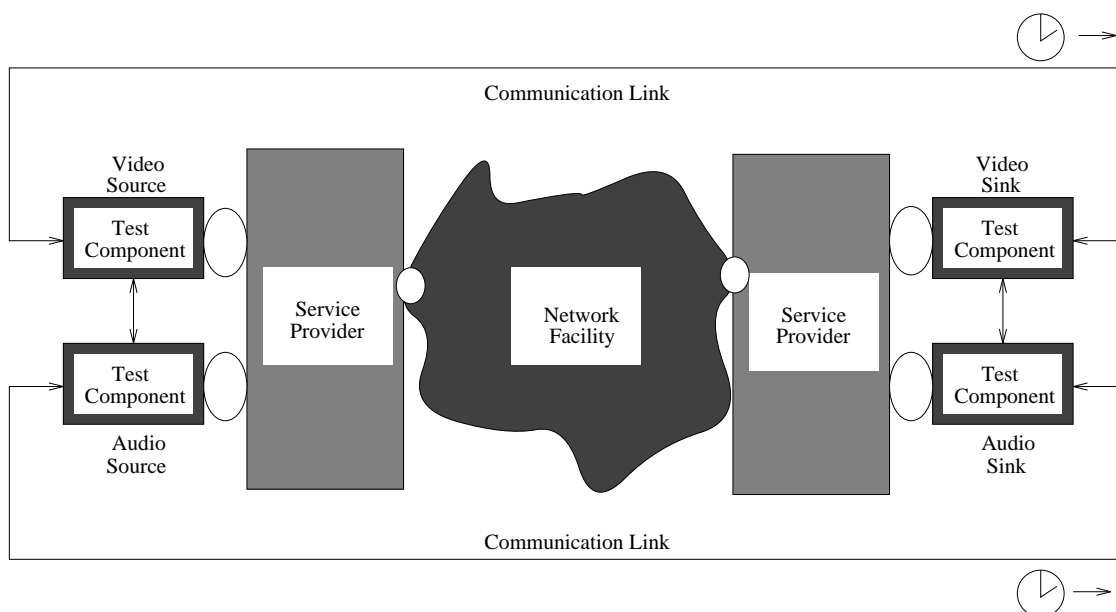 Communication Link
Video
Source
Test
Component
Service
Provider
Test
Component
Audio
Source
Network
Facility
Video
Sink
Test
Component
Service
Provider
Test
Component
Audio
Sink
Communication Link